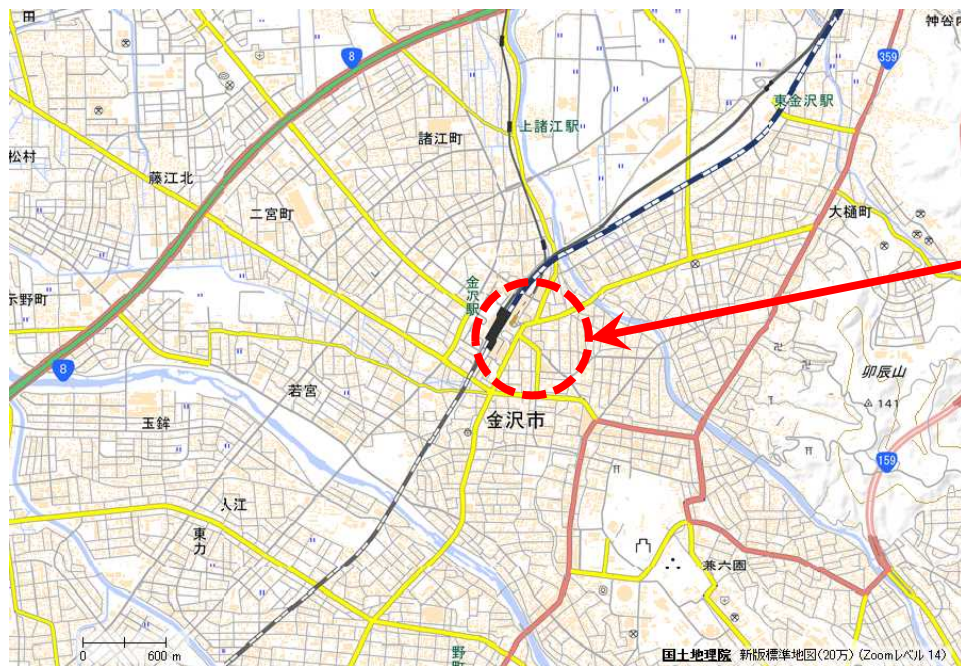 田
8
神谷内
359
東金沢駅
上諸江駅
諸江町
松村
藤江北
二宮町
大樋町
金沢駅
示野町
8
若宮
卯辰山
141
玉鉾
金沢市
159
入江
東力
兼六園
0
600 m
野町
国土地理院 新版標準地図(20万) (Zoomレベル 14)